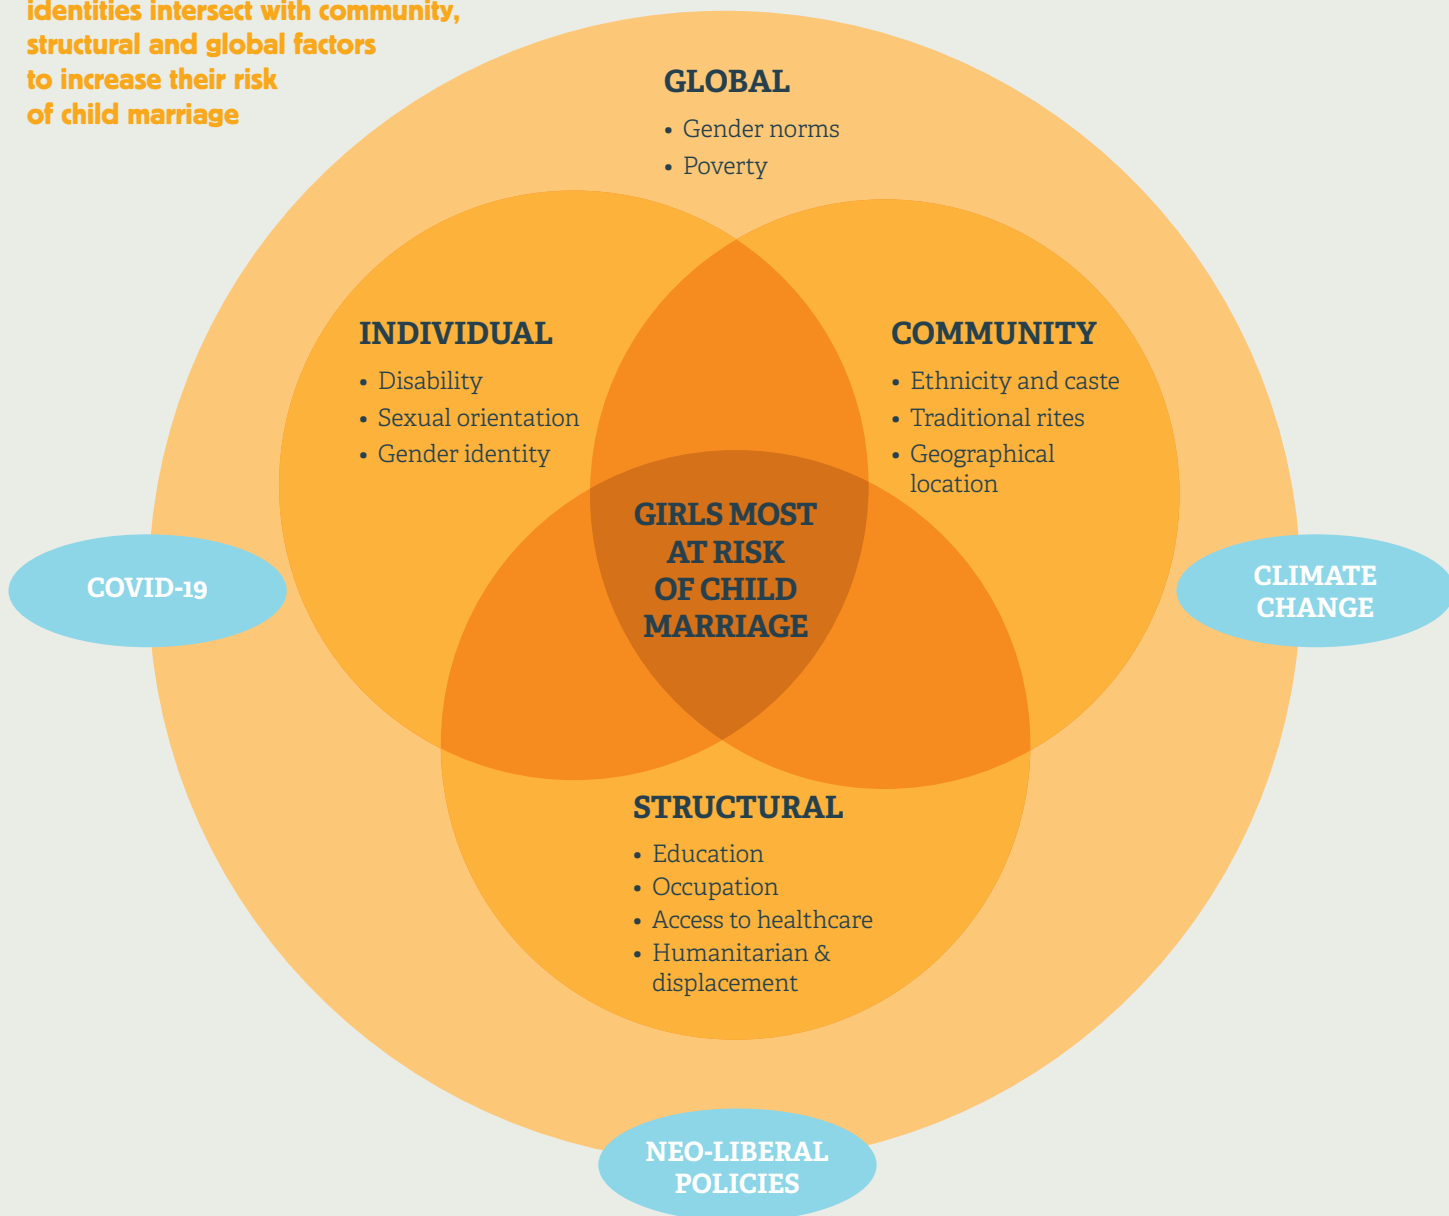 identities intersect with community,
structural and global factors
to increase their risk
of child marriage
GLOBAL
• Gender norms
• Poverty
INDIVIDUAL
• Disability
• Sexual orientation
• Gender identity
COMMUNITY
• Ethnicity and caste
• Traditional rites
• Geographical
location
GIRLS MOST
AT RISK
OF CHILD
MARRIAGE
COVID-19
CLIMATE
CHANGE
STRUCTURAL
• Education
• Occupation
• Access to healthcare
• Humanitarian &
displacement
NEO-LIBERAL
POLICIES